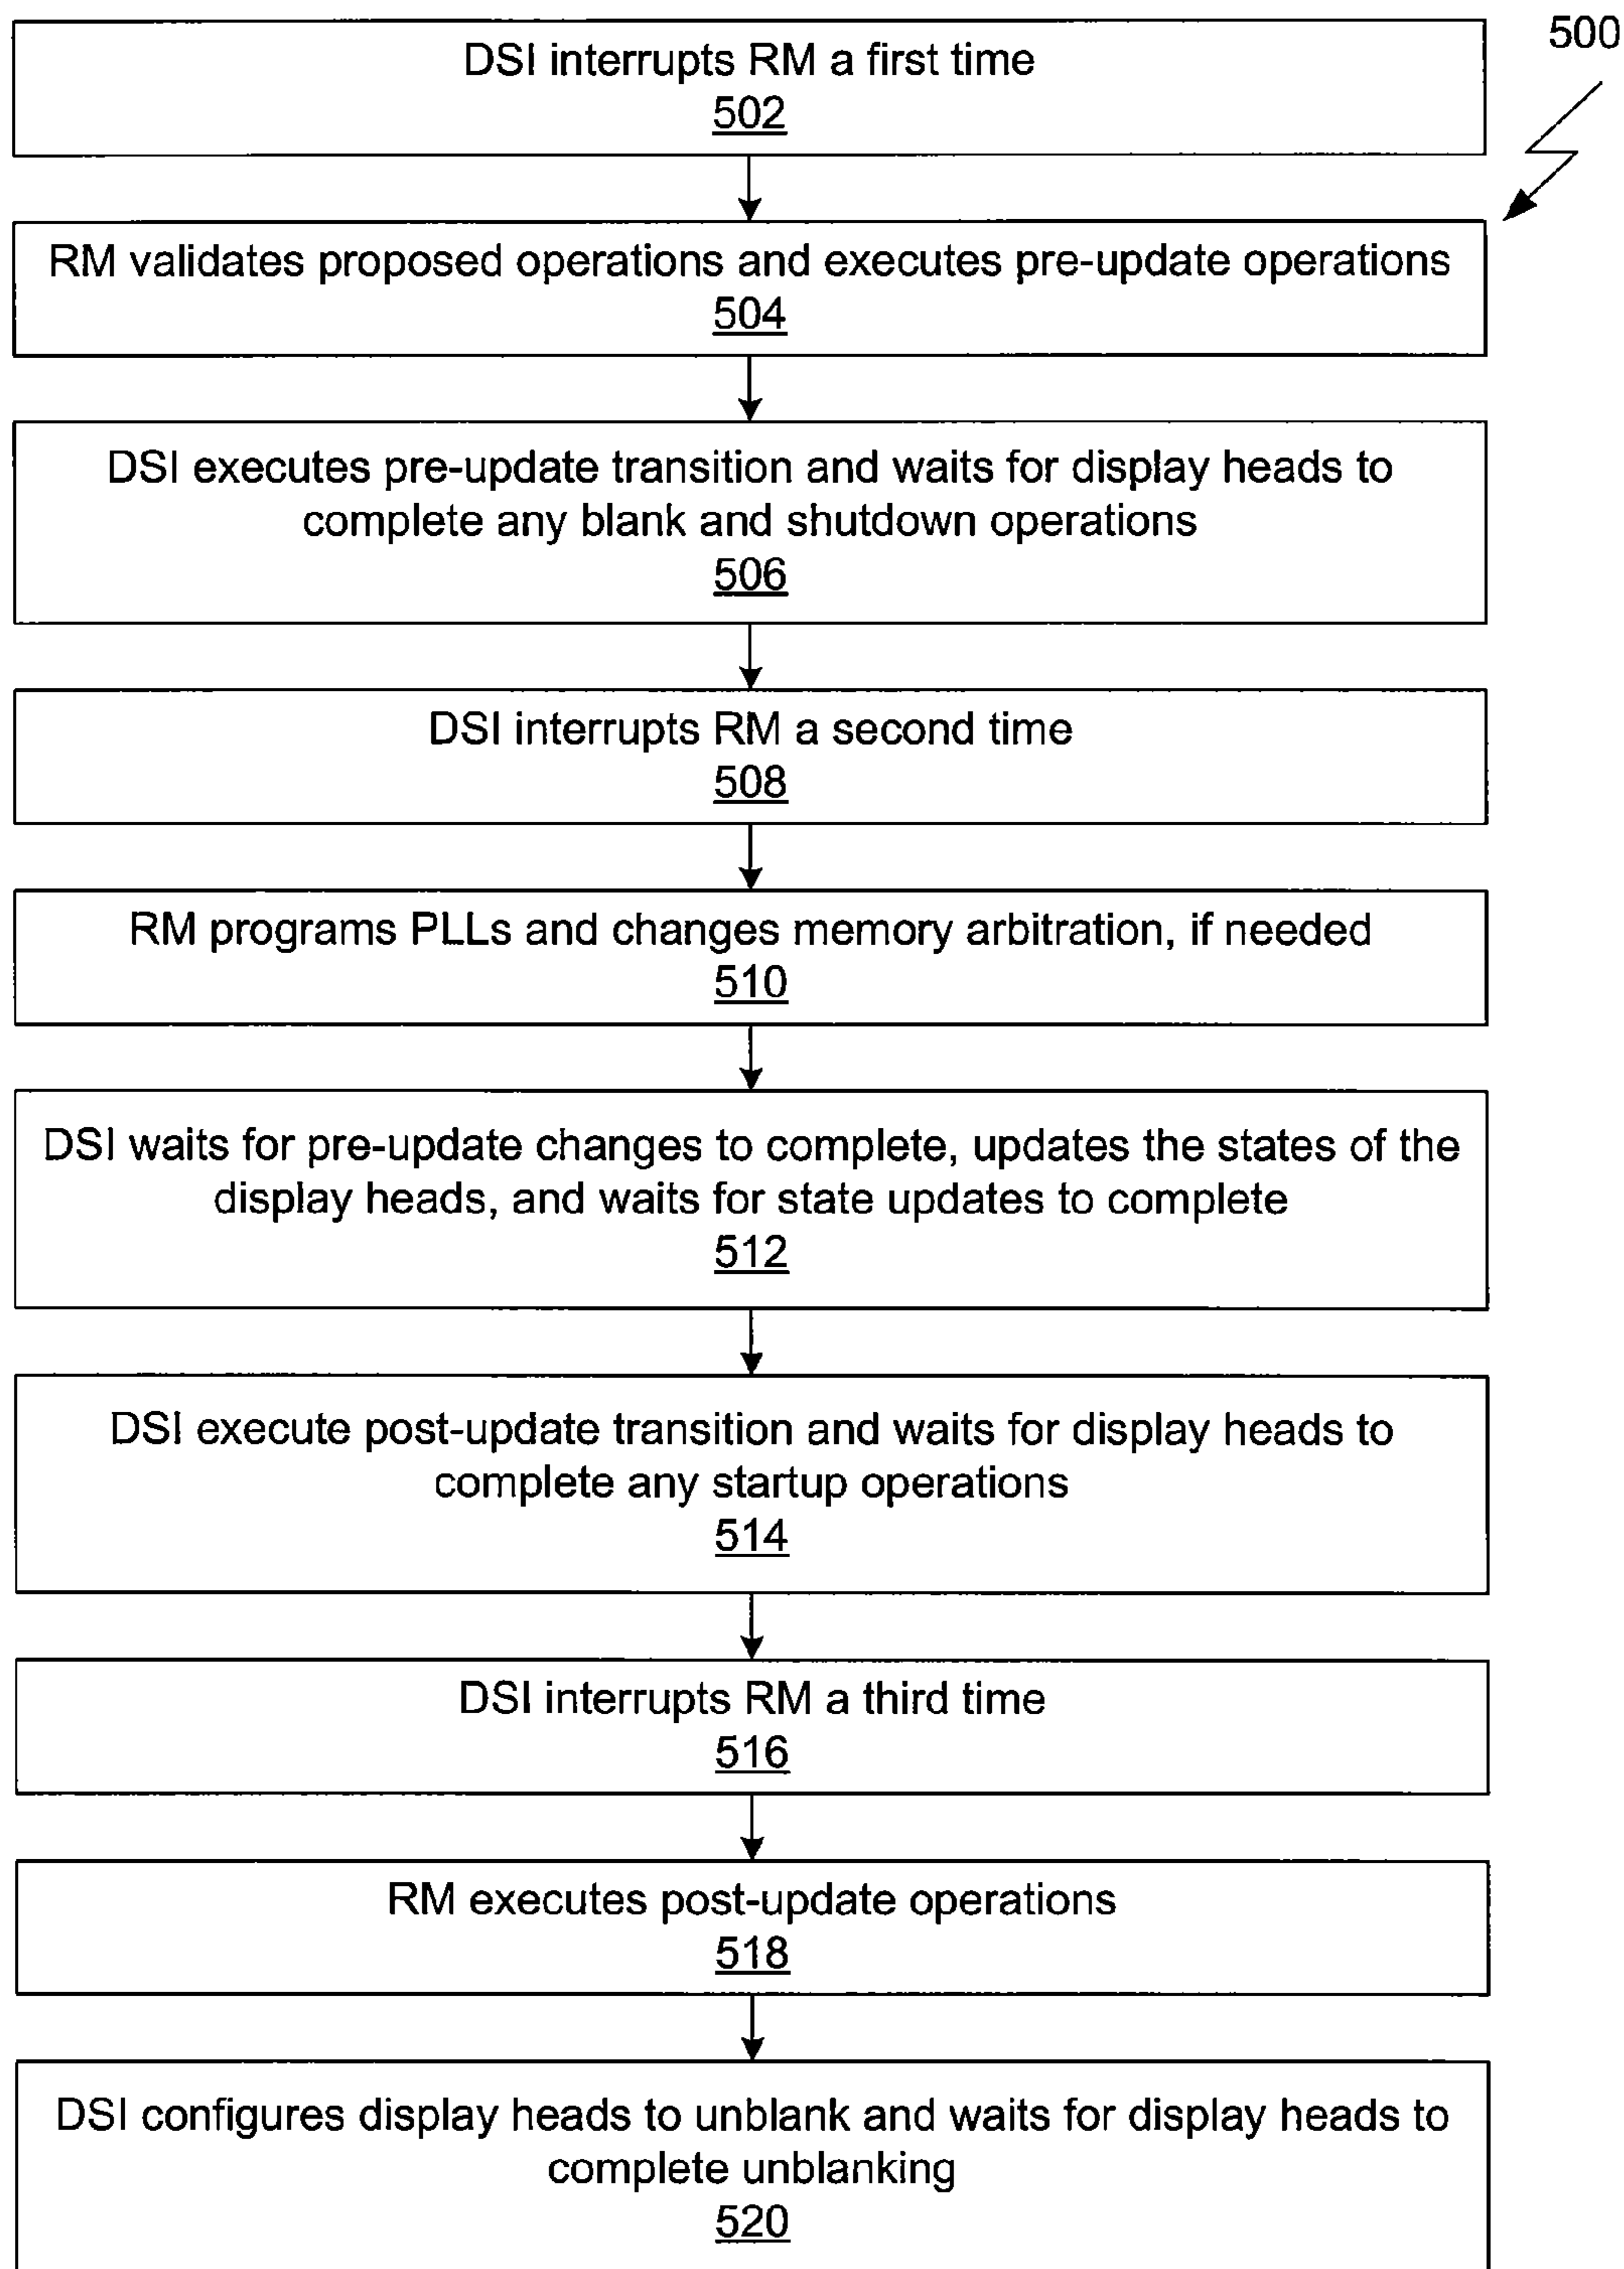 500
DSI interrupts RM a first time
502
RM validates proposed operations and executes pre-update operations
504
DSI executes pre-update transition and waits for display heads to
complete any blank and shutdown operations
506
DSI interrupts RM a second time
508
RM programs PLLs and changes memory arbitration, if needed
510
DSI waits for pre-update changes to complete, updates the states of the
display heads, and waits for state updates to complete
512
DSI execute post-update transition and waits for display heads to
complete any startup operations
514
DSI interrupts RM a third time
516
RM executes post-update operations
518
DSI configures display heads to unblank and waits for display heads to
complete unblanking
520